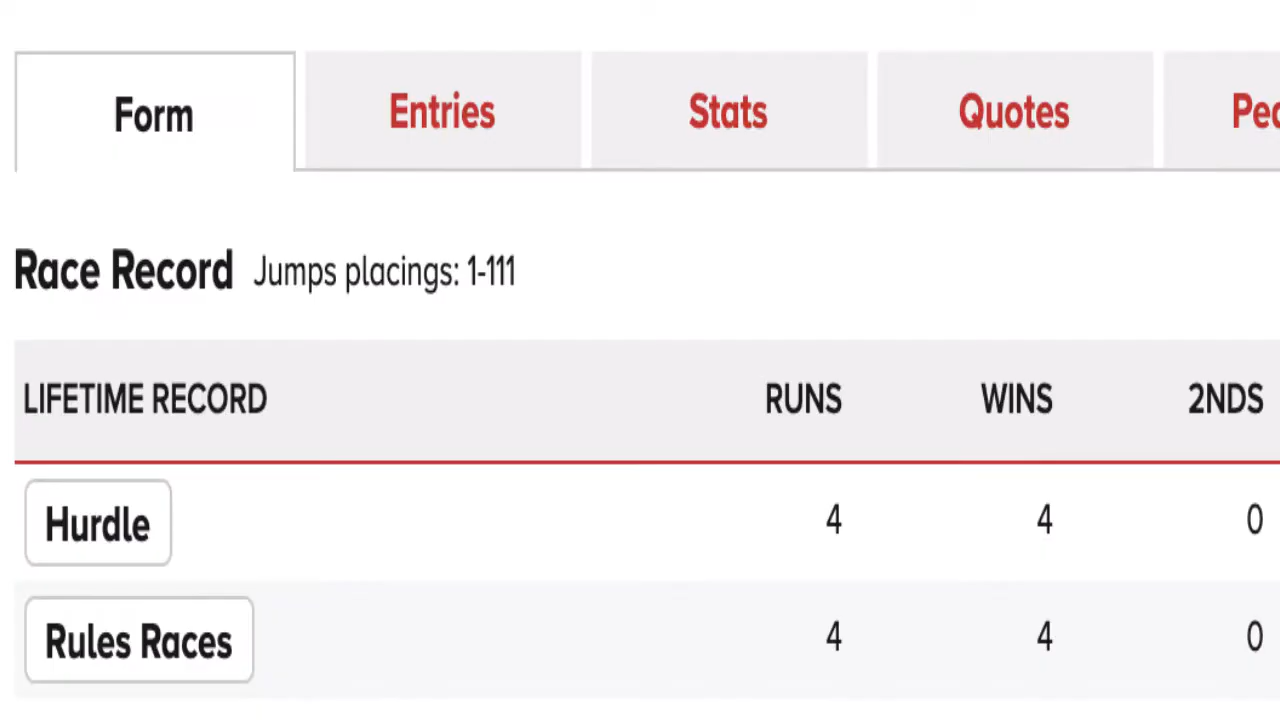 Form Entries Stats Quotes
Race Record Jumps placings: 1-111
LIFETIME RECORD RUNS WINS 2NDS
Hurdle 4 4 0
Rules Races 4 4 0